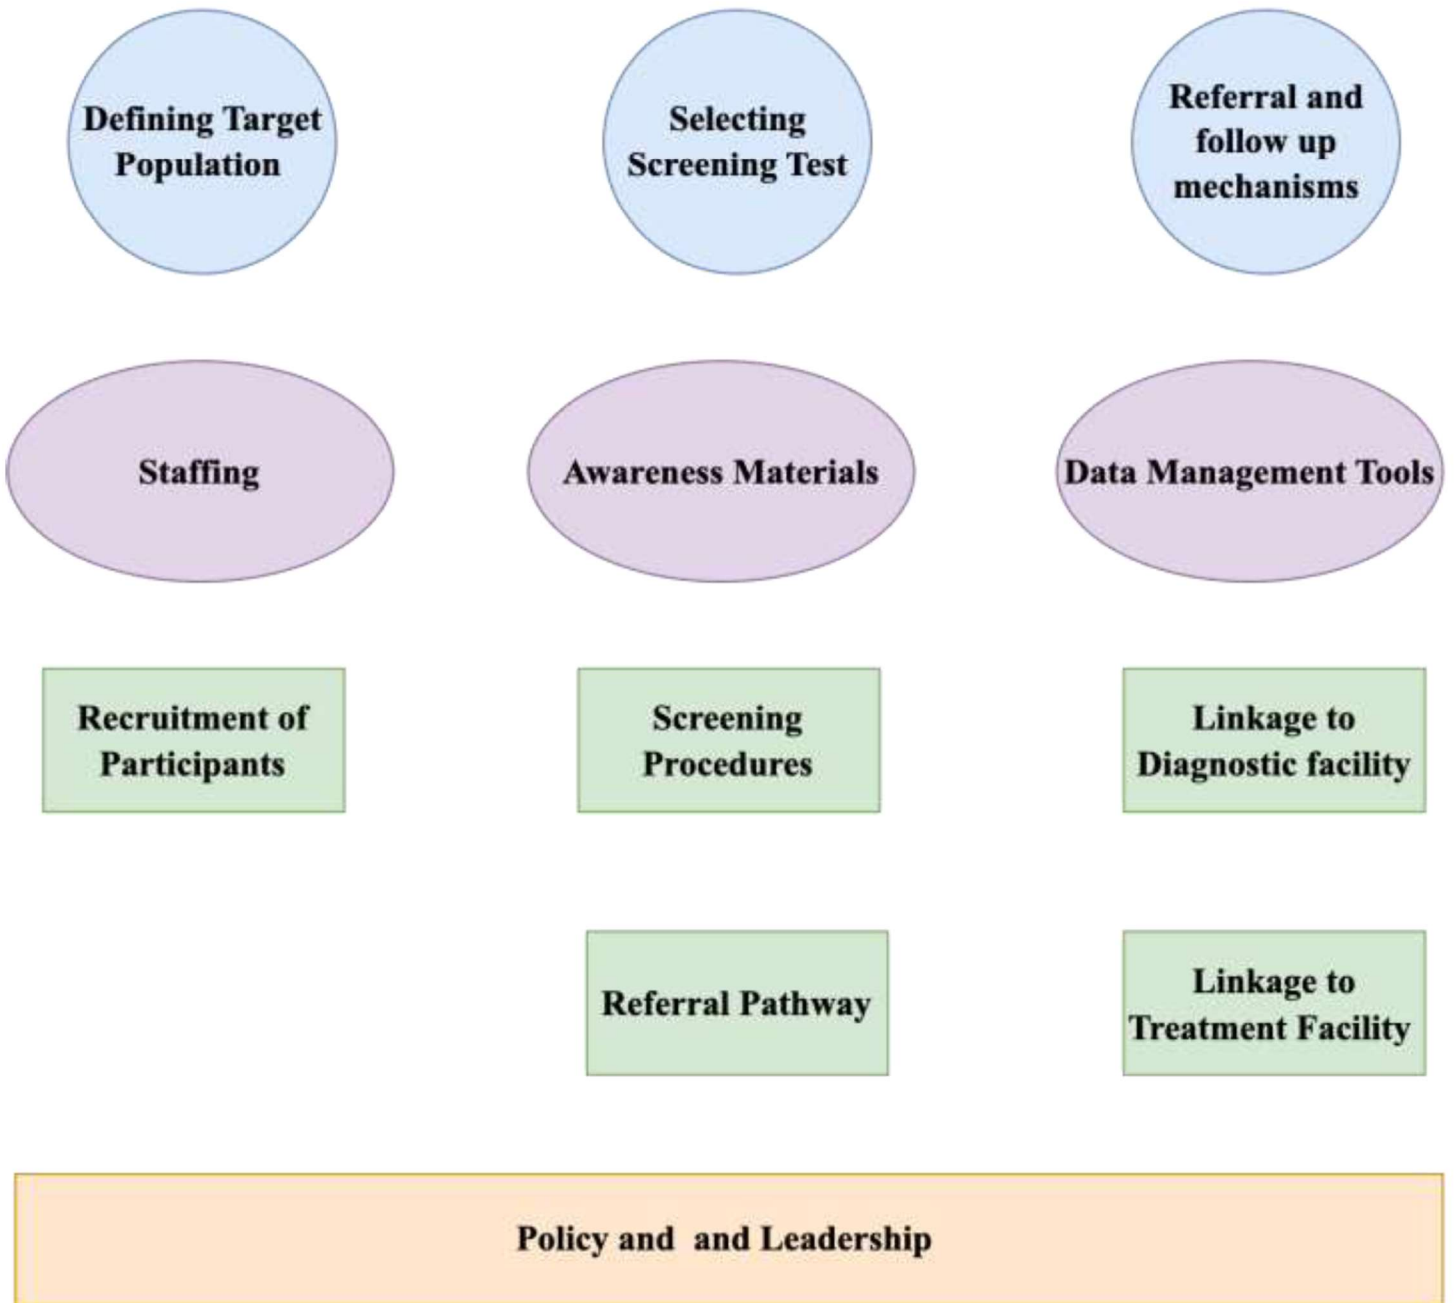 Defining Target
Population
Selecting
Screening Test
Referral and
follow up
mechanisms
Staffing
Awareness Materials
Data Management Tools
Recruitment of
Participants
Screening
Procedures
Linkage to
Diagnostic facility
Referral Pathway
Linkage to
Treatment Facility
Policy and  and Leadership